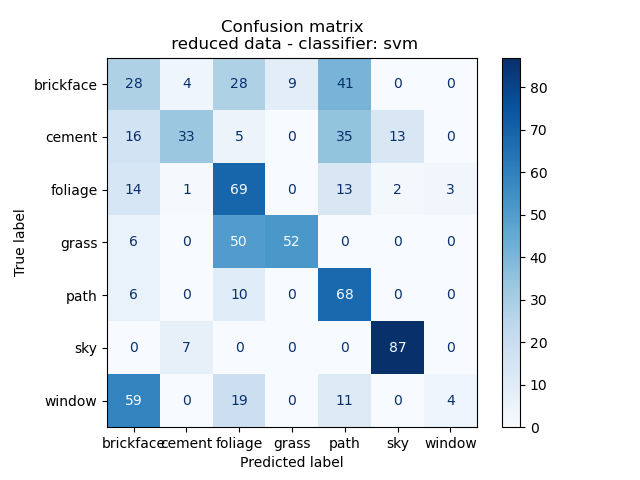 Confusion matrix
reduced data - classifier: svm
True label
brickface 28 4 28 9 41 0 0
cement 16 33 5 0 35 13 0
foliage 14 1 69 0 13 2 3
grass 6 0 50 52 0 0 0
path 6 0 10 0 68 0 0
sky 0 7 0 0 0 87 0
window 59 0 19 0 11 0 4
brickface cement foliage grass path sky window
Predicted label
80
70
60
50
40
30
20
10
0